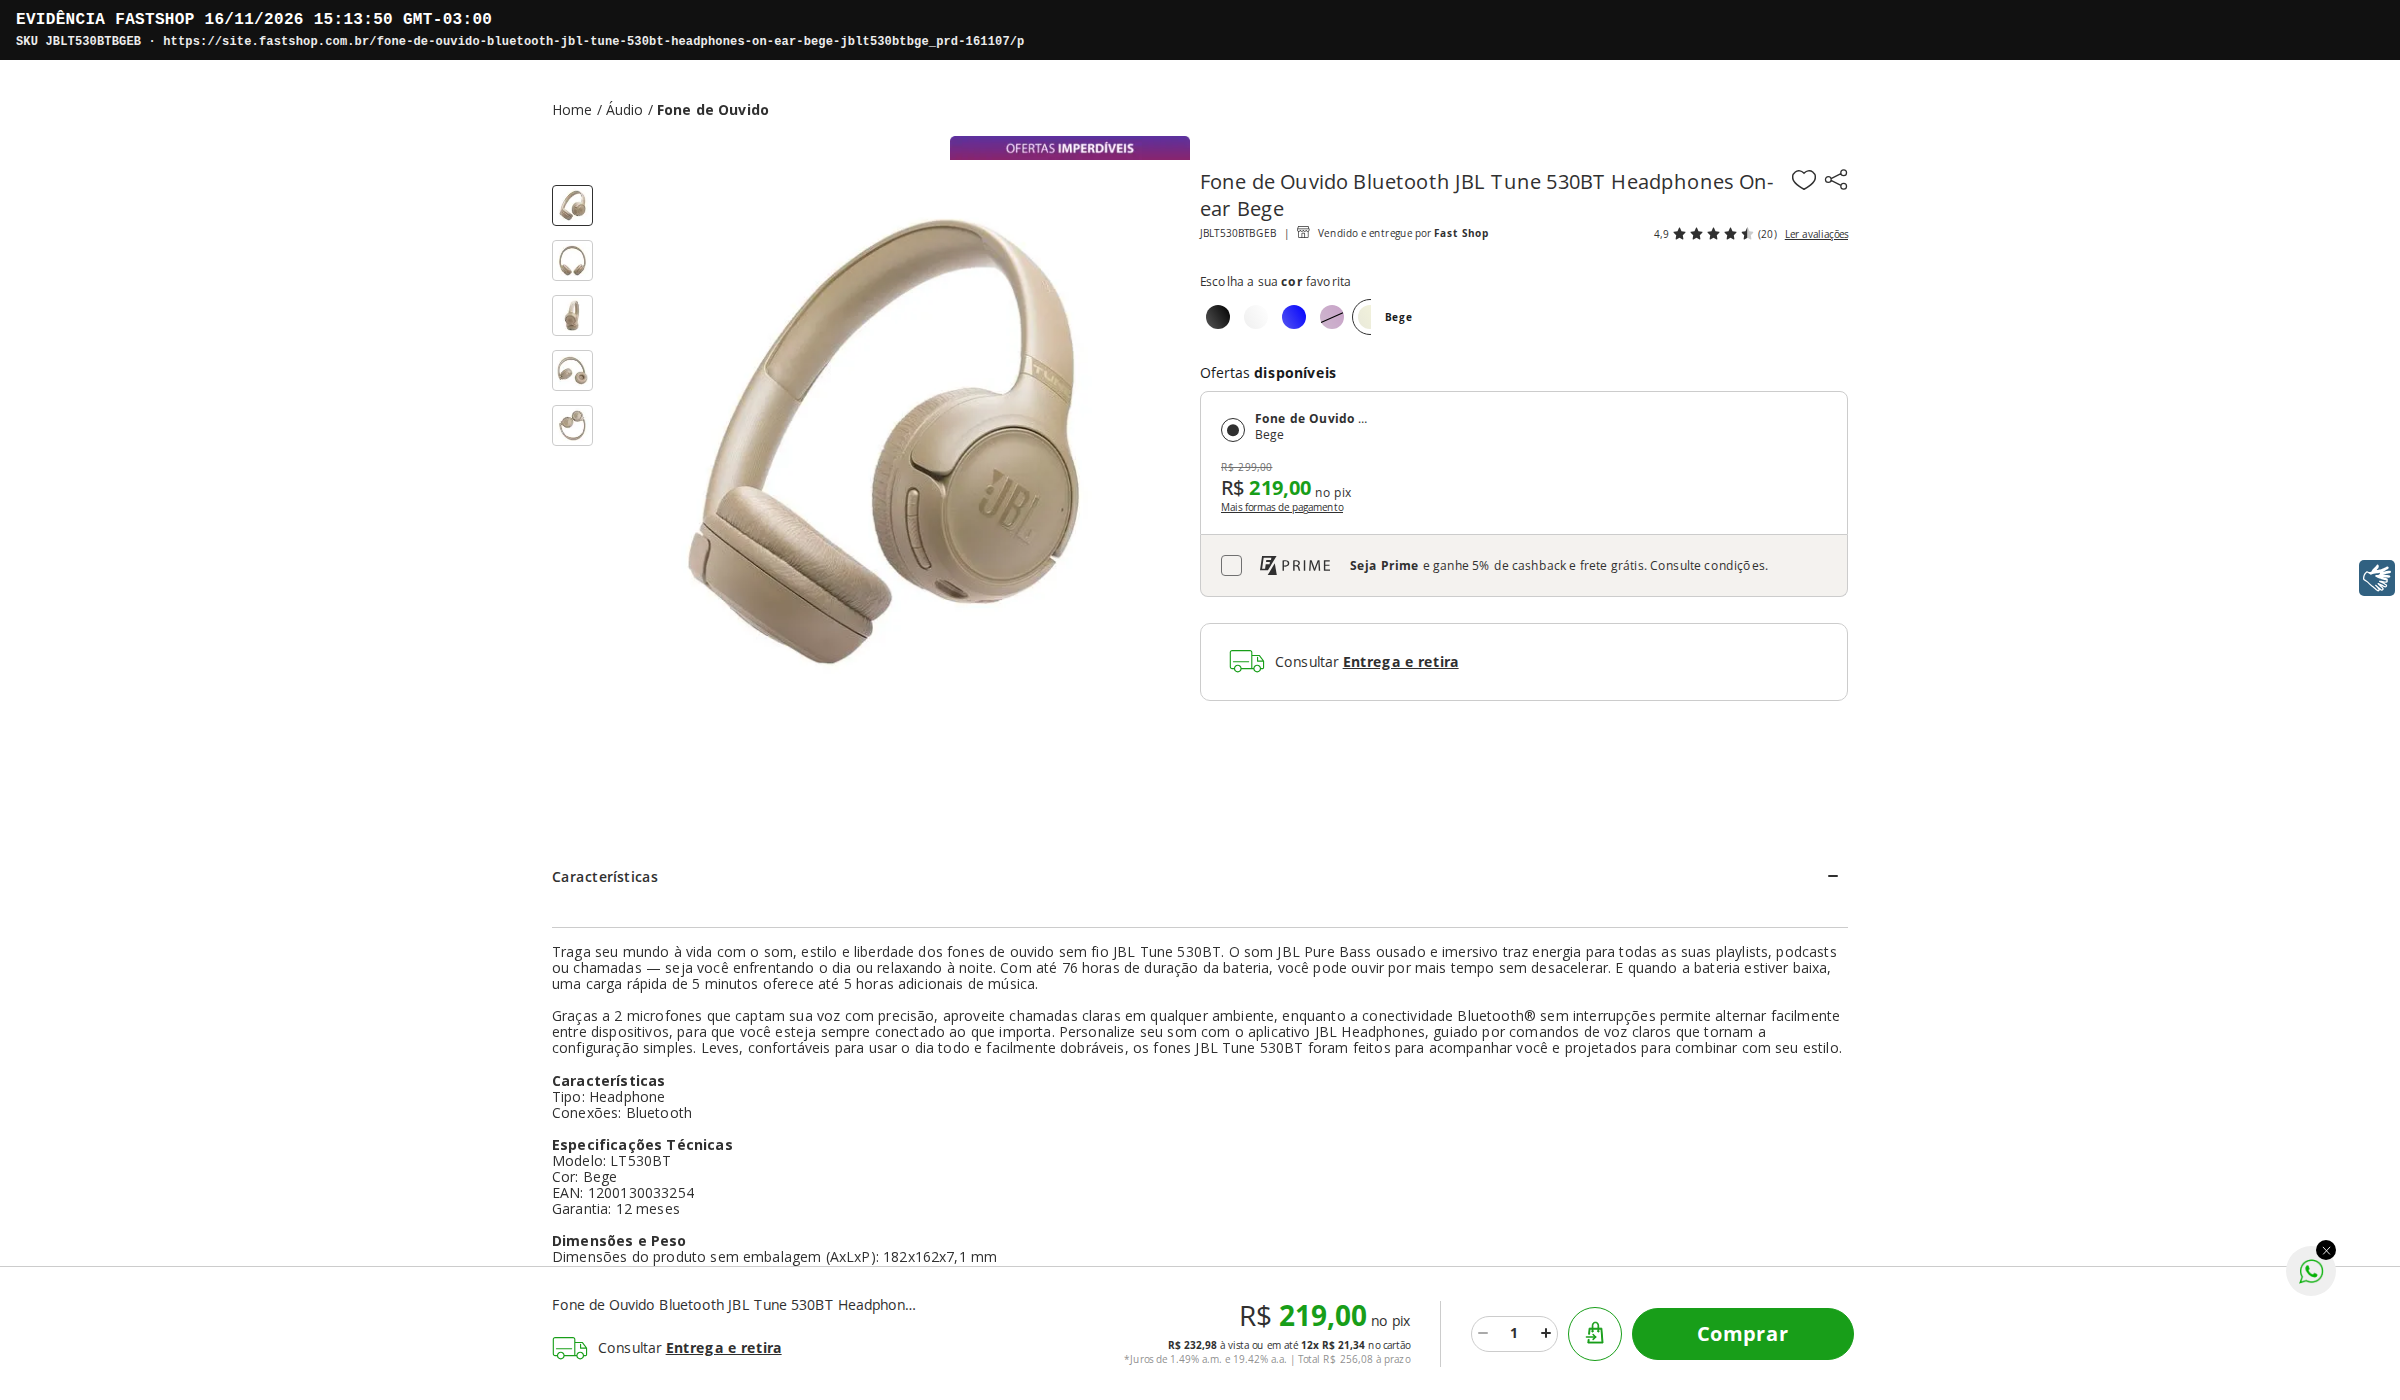 EVIDÊNCIA FASTSHOP 16/11/2026 15:13:50 GMT-03:00
SKU JBLT530BTBGEB · https://site.fastshop.com.br/fone-de-ouvido-bluetooth-jbl-tune-530bt-headphones-on-ear-bege-jblt530btbge_prd-161107/p
Home / Áudio / Fone de Ouvido
OFERTAS IMPERDÍVEIS
Fone de Ouvido Bluetooth JBL Tune 530BT Headphones On-
ear Bege
JBLT530BTBGEB | Vendido e entregue por Fast Shop
4,9 (20) Ler avaliações
Escolha a sua cor favorita
Bege
TUNE
JBL
Ofertas disponíveis
Fone de Ouvido ...
Bege
R$ 299,00
R$ 219,00 no pix
Mais formas de pagamento
PRIME Seja Prime e ganhe 5% de cashback e frete grátis. Consulte condições.
Consultar Entrega e retira
Características
Traga seu mundo à vida com o som, estilo e liberdade dos fones de ouvido sem fio JBL Tune 530BT. O som JBL Pure Bass ousado e imersivo traz energia para todas as suas playlists, podcasts
ou chamadas — seja você enfrentando o dia ou relaxando à noite. Com até 76 horas de duração da bateria, você pode ouvir por mais tempo sem desacelerar. E quando a bateria estiver baixa,
uma carga rápida de 5 minutos oferece até 5 horas adicionais de música.
Graças a 2 microfones que captam sua voz com precisão, aproveite chamadas claras em qualquer ambiente, enquanto a conectividade Bluetooth® sem interrupções permite alternar facilmente
entre dispositivos, para que você esteja sempre conectado ao que importa. Personalize seu som com o aplicativo JBL Headphones, guiado por comandos de voz claros que tornam a
configuração simples. Leves, confortáveis para usar o dia todo e facilmente dobráveis, os fones JBL Tune 530BT foram feitos para acompanhar você e projetados para combinar com seu estilo.
Características
Tipo: Headphone
Conexões: Bluetooth
Especificações Técnicas
Modelo: LT530BT
Cor: Bege
EAN: 1200130033254
Garantia: 12 meses
Dimensões e Peso
Dimensões do produto sem embalagem (AxLxP): 182x162x7,1 mm
Fone de Ouvido Bluetooth JBL Tune 530BT Headphon...
Consultar Entrega e retira
R$ 219,00 no pix
R$ 232,98 à vista ou em até 12x R$ 21,34 no cartão
*Juros de 1.49% a.m. e 19.42% a.a. | Total R$ 256,08 à prazo
− 1 +
Comprar